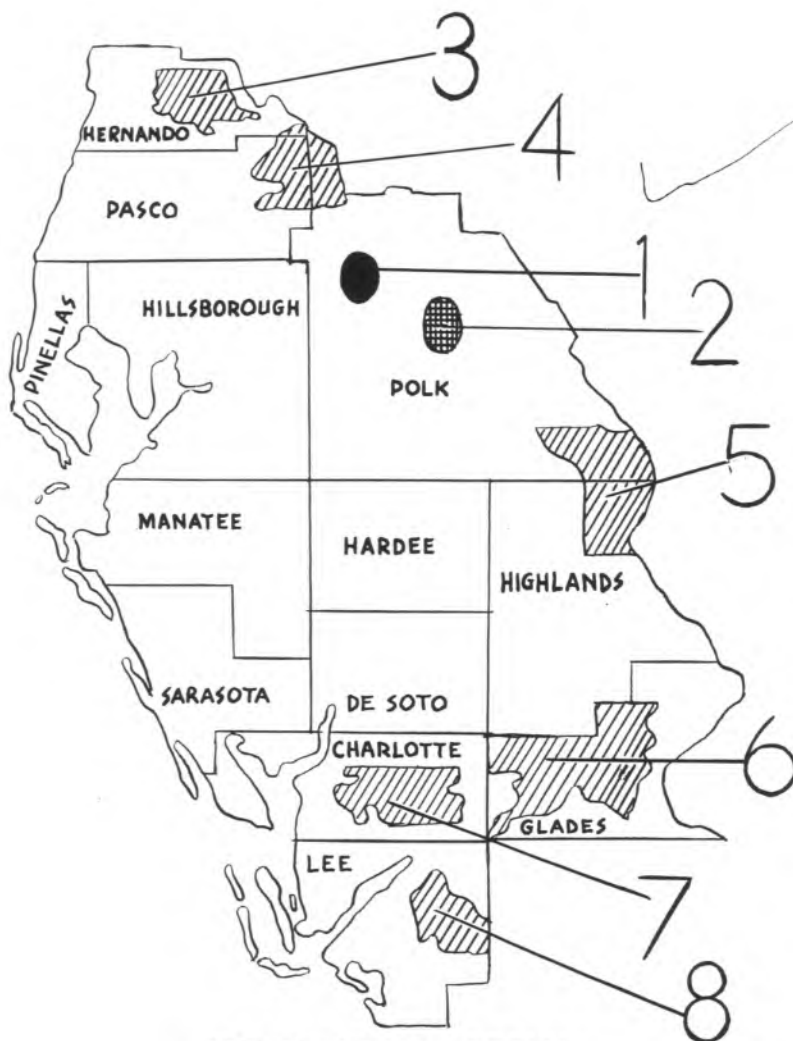 3
HERNANDO
4
PASCO
1
HILLSBOROUGH
PINELLAS
2
POLK
5
MANATEE
HARDEE
HIGHLANDS
SARASOTA
DE SOTO
CHARLOTTE
6
GLADES
LEE
7
8